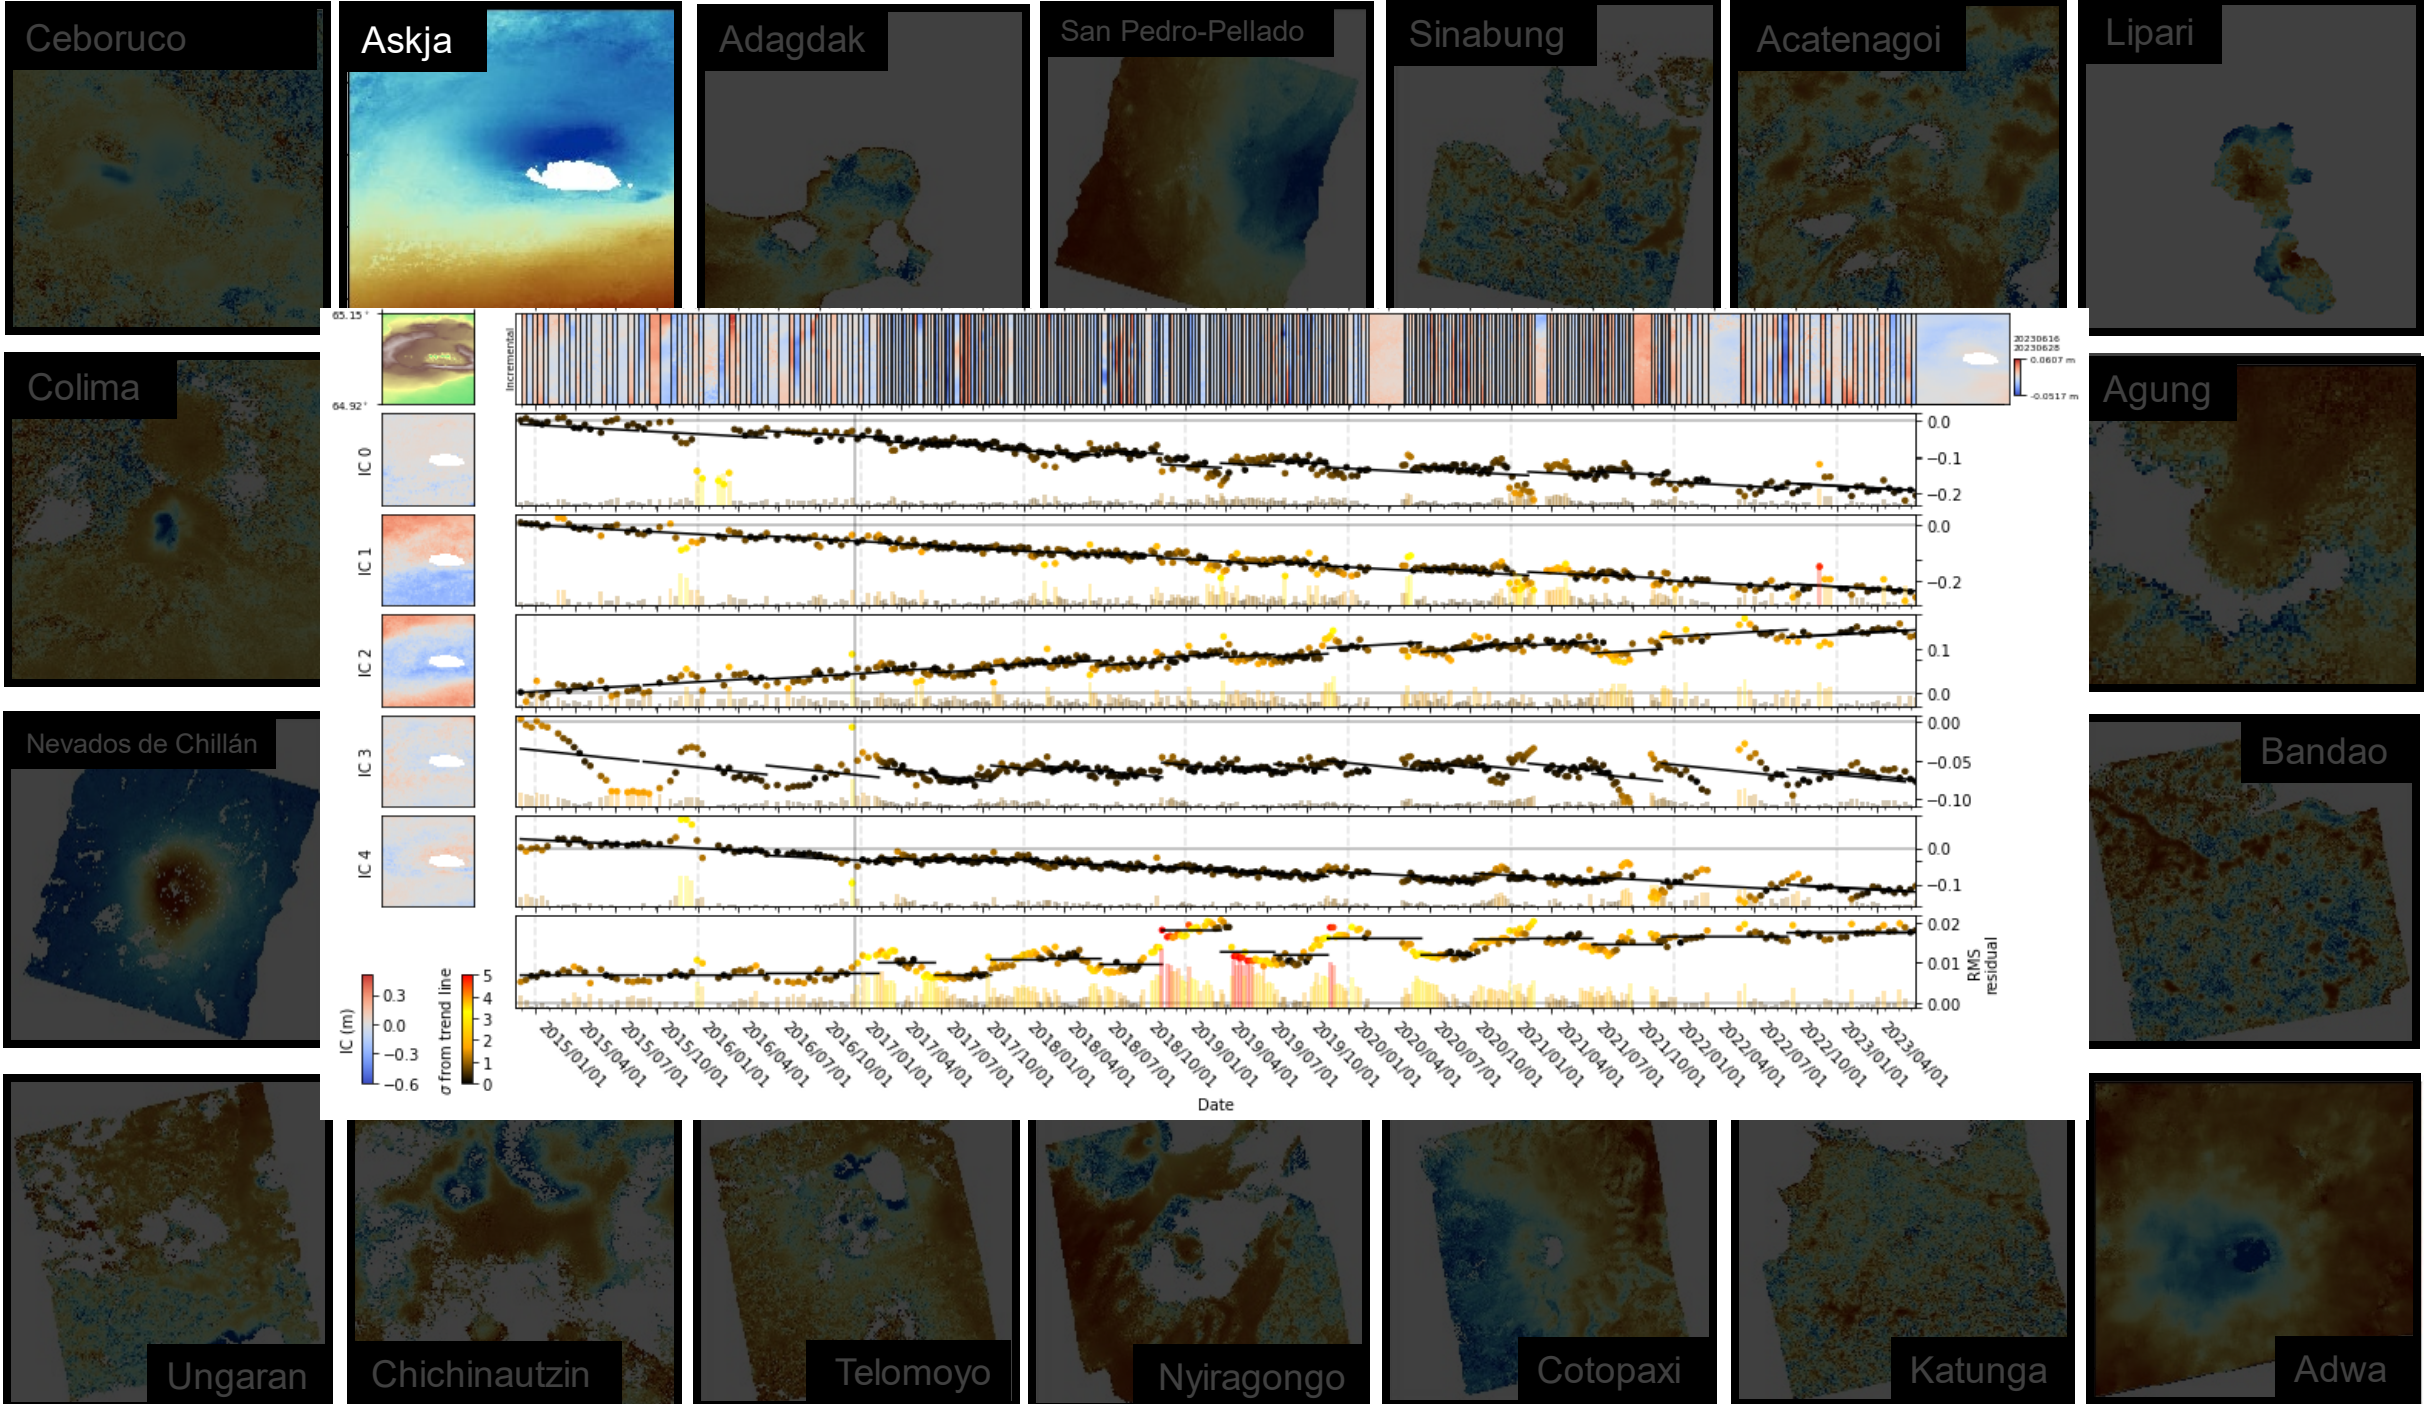 Ceboruco
Askja
Adagdak
San Pedro-Pellado
Sinabung
Acatenagoi
Lipari
Colima
Agung
Nevados de Chillán
Bandao
Ungaran
Chichinautzin
Telomoyo
Nyiragongo
Cotopaxi
Katunga
Adwa
65.15°
64.92°
Incremental
20230616
20230628
0.0607 m
-0.0517 m
IC 0
0.0
−0.1
−0.2
IC 1
0.0
−0.2
IC 2
0.1
0.0
IC 3
0.00
−0.05
−0.10
IC 4
0.0
−0.1
0.02
0.01
0.00
RMS
residual
IC (m)
0.3
0.0
−0.3
−0.6
σ from trend line
5
4
3
2
1
0
2015/01/01
2015/04/01
2015/07/01
2015/10/01
2016/01/01
2016/04/01
2016/07/01
2016/10/01
2017/01/01
2017/04/01
2017/07/01
2017/10/01
2018/01/01
2018/04/01
2018/07/01
2018/10/01
2019/01/01
2019/04/01
2019/07/01
2019/10/01
2020/01/01
2020/04/01
2020/07/01
2020/10/01
2021/01/01
2021/04/01
2021/07/01
2021/10/01
2022/01/01
2022/04/01
2022/07/01
2022/10/01
2023/01/01
2023/04/01
Date